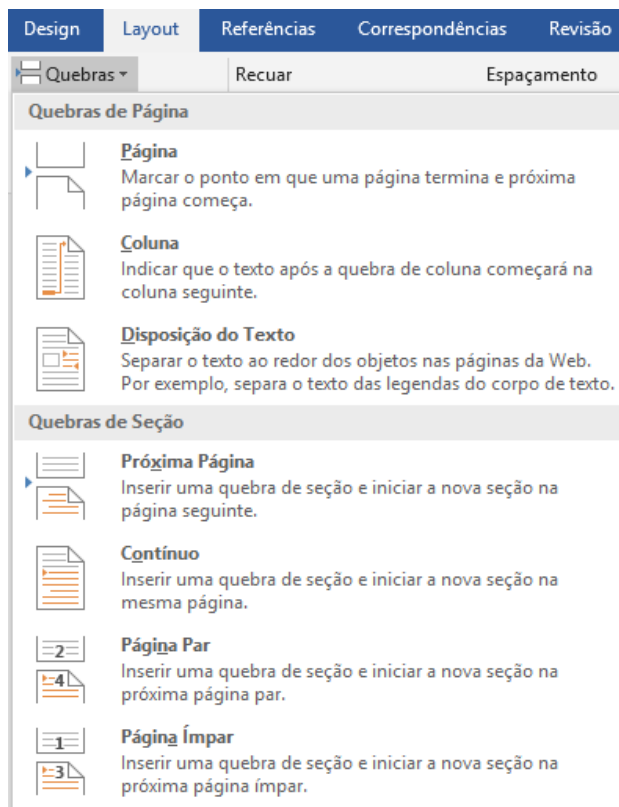 Design Layout Referências Correspondências Revisão
Quebras Recuar Espaçamento
Quebras de Página
Página
Marcar o ponto em que uma página termina e próxima
página começa.
Coluna
Indicar que o texto após a quebra de coluna começará na
coluna seguinte.
Disposição do Texto
Separar o texto ao redor dos objetos nas páginas da Web.
Por exemplo, separa o texto das legendas do corpo de texto.
Quebras de Seção
Próxima Página
Inserir uma quebra de seção e iniciar a nova seção na
página seguinte.
Contínuo
Inserir uma quebra de seção e iniciar a nova seção na
mesma página.
2
4
Página Par
Inserir uma quebra de seção e iniciar a nova seção na
próxima página par.
1
3
Página Ímpar
Inserir uma quebra de seção e iniciar a nova seção na
próxima página ímpar.